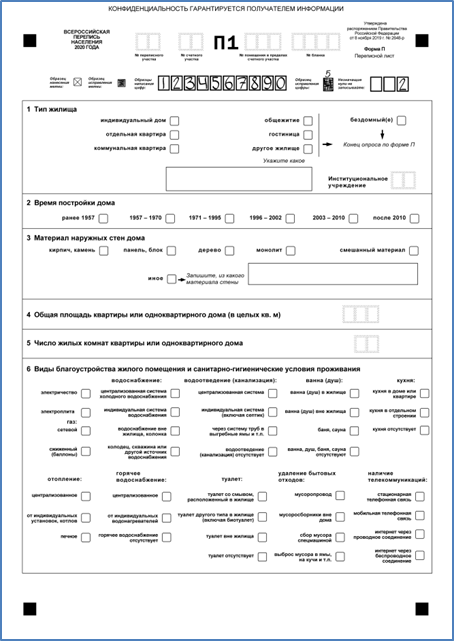 КОНФИДЕНЦИАЛЬНОСТЬ ГАРАНТИРУЕТСЯ ПОЛУЧАТЕЛЕМ ИНФОРМАЦИИ
ВСЕРОССИЙСКАЯ
ПЕРЕПИСЬ
НАСЕЛЕНИЯ
2020 ГОДА
П1
№ переписного
участка
№ счетного
участка
№ помещения в пределах
счетного участка
№ бланка
Утверждена
распоряжением Правительства
Российской Федерации
от 8 ноября 2019 г. № 2648-р
Форма П
Переписной лист
Образец
нанесения
метки
Образец
исправления
метки
Образцы
написания
цифр:
1234567890
Образец
исправления
цифры:
5
Незначащие
нули не
записывать:
2
1 Тип жилища
индивидуальный дом
отдельная квартира
коммунальная квартира
общежитие
гостиница
другое жилище
Укажите какое
бездомный(е)
Конец опроса по форме П
Институциональное
учреждение
2 Время постройки дома
ранее 1957
1957 – 1970
1971 – 1995
1996 – 2002
2003 – 2010
после 2010
3 Материал наружных стен дома
кирпич, камень
панель, блок
дерево
монолит
смешанный материал
иное
Запишите, из какого
материала стены
4 Общая площадь квартиры или одноквартирного дома (в целых кв. м)
5 Число жилых комнат квартиры или одноквартирного дома
6 Виды благоустройства жилого помещения и санитарно-гигиенические условия проживания
электричество
электроплита
газ:
сетевой
сжиженный
(баллоны)
водоснабжение:
централизованная система
холодного водоснабжения
индивидуальная система
водоснабжения
водоснабжение вне
жилища, колонка
колодец, скважина или
другой источник
водоснабжения
водоотведение (канализация):
централизованная система
индивидуальная система
(включая септик)
через систему труб в
выгребные ямы и т.п.
водоотведение
(канализация) отсутствует
ванна (душ):
ванна (душ) в жилище
ванна (душ) вне жилища
баня, сауна
ванна, душ, баня, сауна
отсутствуют
кухня:
кухня в доме или
квартире
кухня в отдельном
строении
кухня отсутствует
отопление:
централизованное
от индивидуальных
установок, котлов
печное
горячее
водоснабжение:
централизованное
от индивидуальных
водонагревателей
горячее водоснабжение
отсутствует
туалет:
туалет со смывом,
расположенный в жилище
туалет другого типа в жилище
(включая биотуалет)
туалет вне жилища
туалет отсутствует
удаление бытовых
отходов:
мусоропровод
мусоросборники вне
дома
сбор мусора
спецмашиной
выброс мусора в ямы,
на кучи и т.п.
наличие
телекоммуникаций:
стационарная
телефонная связь
мобильная телефонная
связь
интернет через
проводное соединение
интернет через
беспроводное
соединение